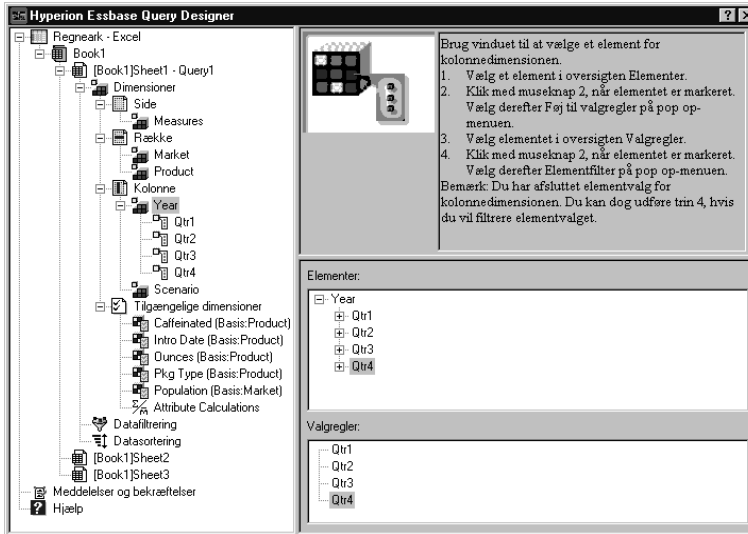 Hyperion Essbase Query Designer
Regneark - Excel
Book1
[Book1]Sheet1 - Query1
Dimensioner
Side
Measures
Række
Market
Product
Kolonne
Year
Qtr1
Qtr2
Qtr3
Qtr4
Scenario
Tilgængelige dimensioner
Caffeinated (Basis:Product)
Intro Date (Basis:Product)
Ounces (Basis:Product)
Pkg Type (Basis:Product)
Population (Basis:Market)
Attribute Calculations
Datafiltrering
Datasortering
[Book1]Sheet2
[Book1]Sheet3
Meddelelser og bekræftelser
Hjælp
Brug vinduet til at vælge et element for
kolonnedimensionen.
1. Vælg et element i oversigten Elementer.
2. Klik med museknap 2, når elementet er markeret.
Vælg derefter Føj til valgregler på pop op-
menuen.
3. Vælg elementet i oversigten Valgregler.
4. Klik med museknap 2, når elementet er markeret.
Vælg derefter Elementfilter på pop op-menuen.
Bemærk: Du har afsluttet elementvalg for
kolonnedimensionen. Du kan dog udføre trin 4, hvis
du vil filtrere elementvalget.
Elementer:
Year
Qtr1
Qtr2
Qtr3
Qtr4
Valgregler:
Qtr1
Qtr2
Qtr3
Qtr4